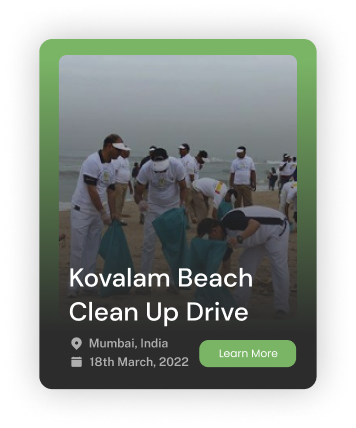 Kovalam Beach
Clean Up Drive
Mumbai, India
18th March, 2022
Learn More